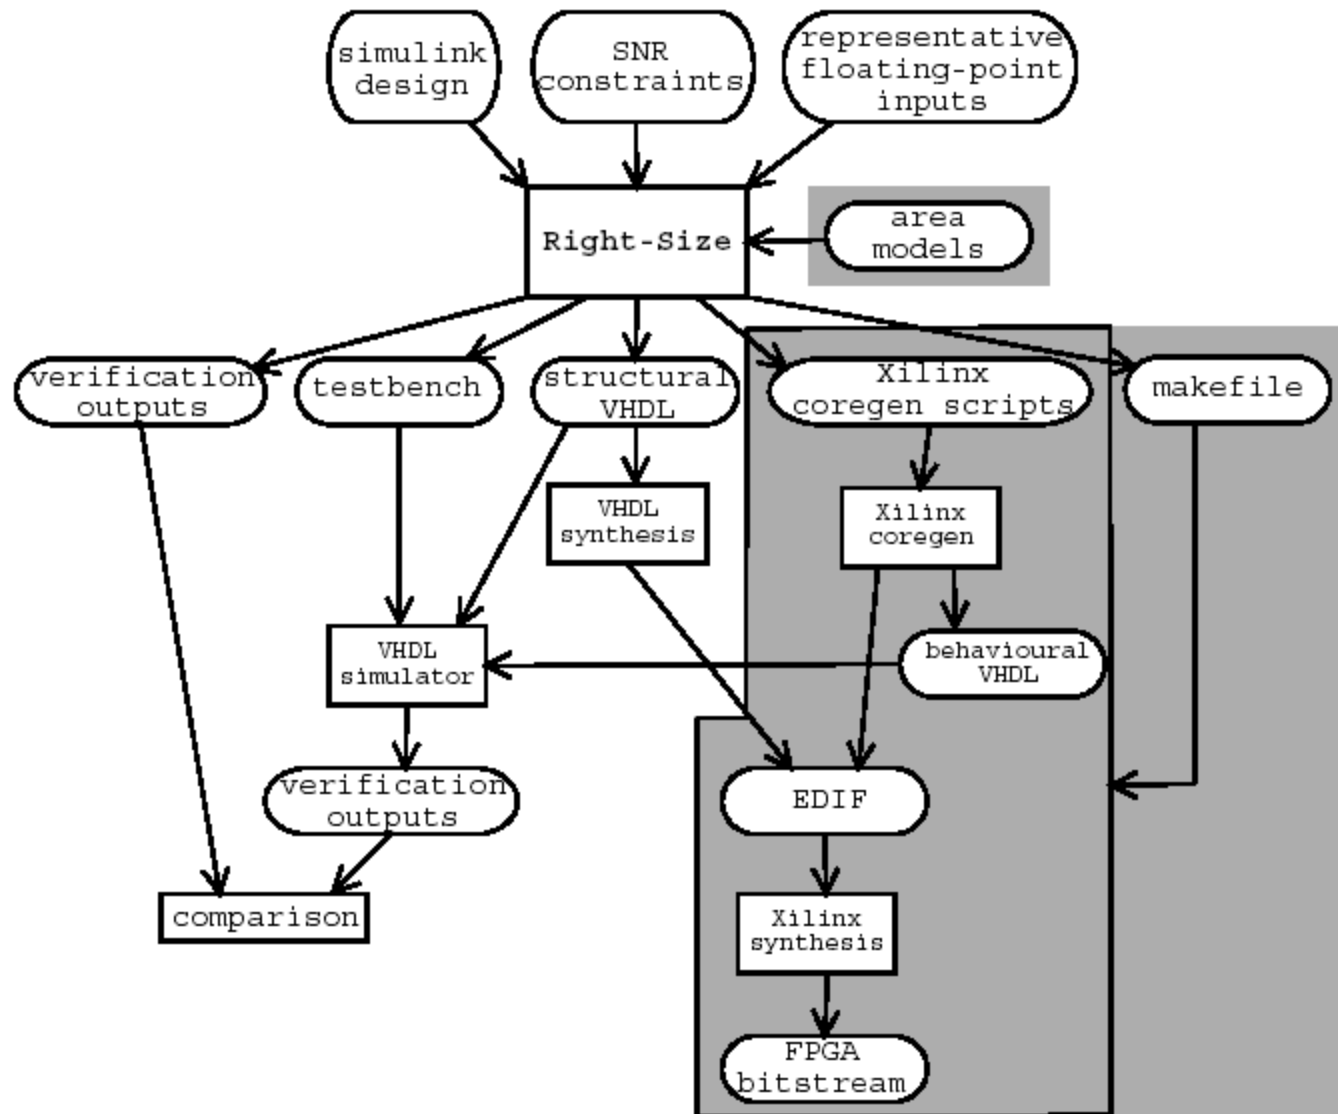 simulink
design
SNR
constraints
representative
floating-point
inputs
Right-Size
area
models
verification
outputs
testbench
structural
VHDL
Xilinx
coregen scripts
makefile
VHDL
synthesis
Xilinx
coregen
VHDL
simulator
behavioural
VHDL
verification
outputs
EDIF
comparison
Xilinx
synthesis
FPGA
bitstream